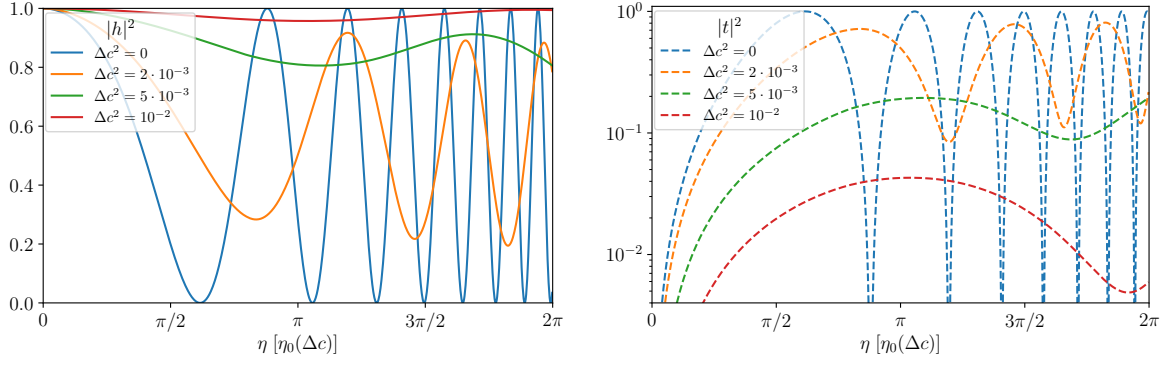 |h|²
Δc² = 0
Δc² = 2 · 10⁻³
Δc² = 5 · 10⁻³
Δc² = 10⁻²
1.0
0.8
0.6
0.4
0.2
0.0
0
π/2
π
3π/2
2π
η [η₀(Δc)]
|t|²
Δc² = 0
Δc² = 2 · 10⁻³
Δc² = 5 · 10⁻³
Δc² = 10⁻²
10⁰
10⁻¹
10⁻²
0
π/2
π
3π/2
2π
η [η₀(Δc)]